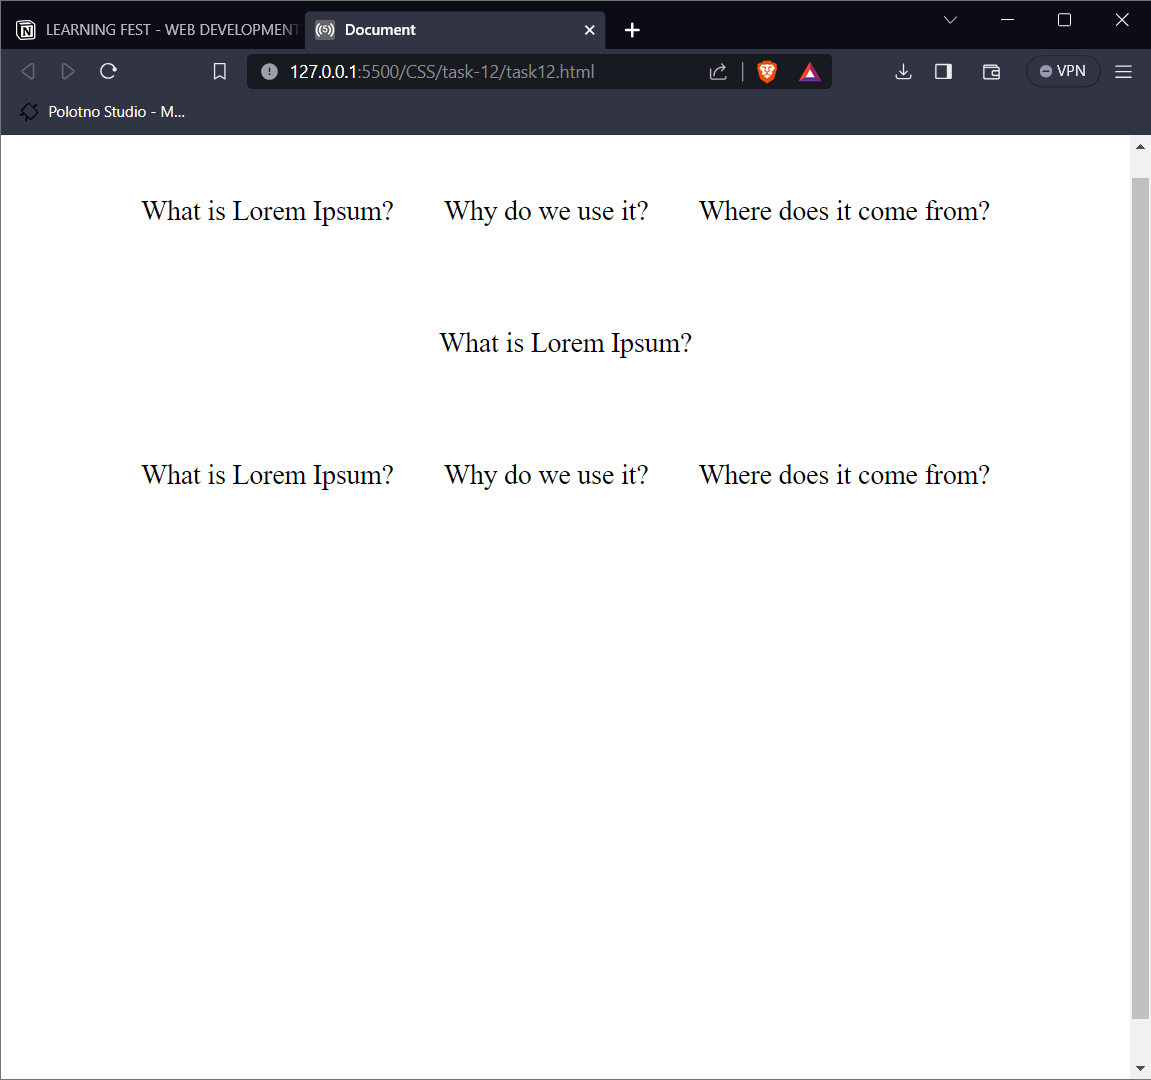 LEARNING FEST - WEB DEVELOPMENT
Document
127.0.0.1:5500/CSS/task-12/task12.html
VPN
Polotno Studio - M...
What is Lorem Ipsum? Why do we use it? Where does it come from?
What is Lorem Ipsum?
What is Lorem Ipsum? Why do we use it? Where does it come from?